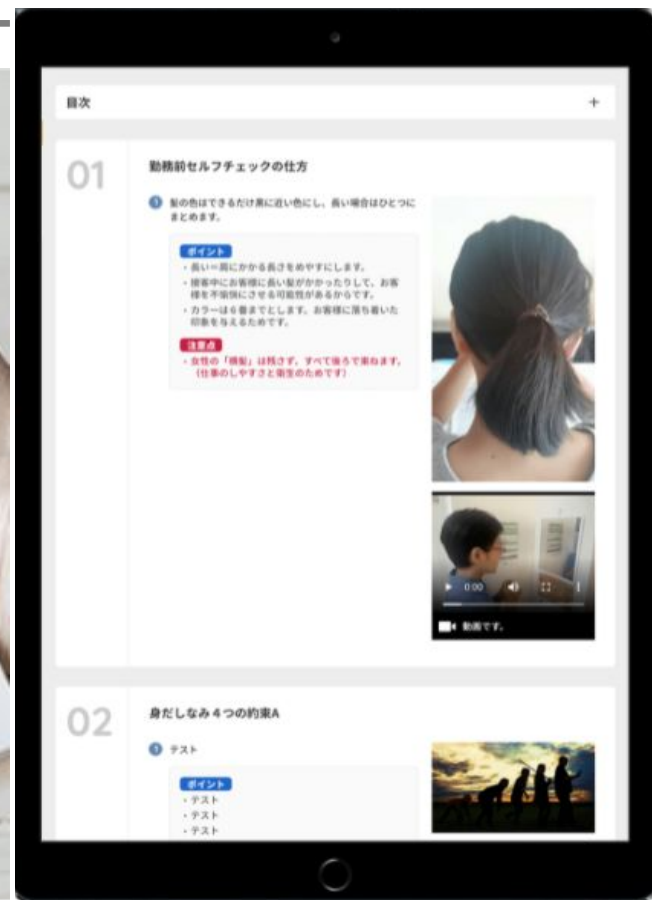 目次
+
01
勤務前セルフチェックの仕方
1 髪の色はできるだけ黒に近い色にし、長い場合はひとつに
まとめます。
ポイント
・長い=肩にかかる長さをめやすにします。
・接客中にお客様に長い髪がかかったりして、お客
様を不愉快にさせる可能性があるからです。
・カラーは6番までとします。お客様に落ち着いた
印象を与えるためです。
注意点
・女性の「横髪」は残さず、すべて後ろで束ねます。
（仕事のしやすさと衛生のためです）
0:00
動画です。
02
身だしなみ4つの約束A
1 テスト
ポイント
・テスト
・テスト
・テスト